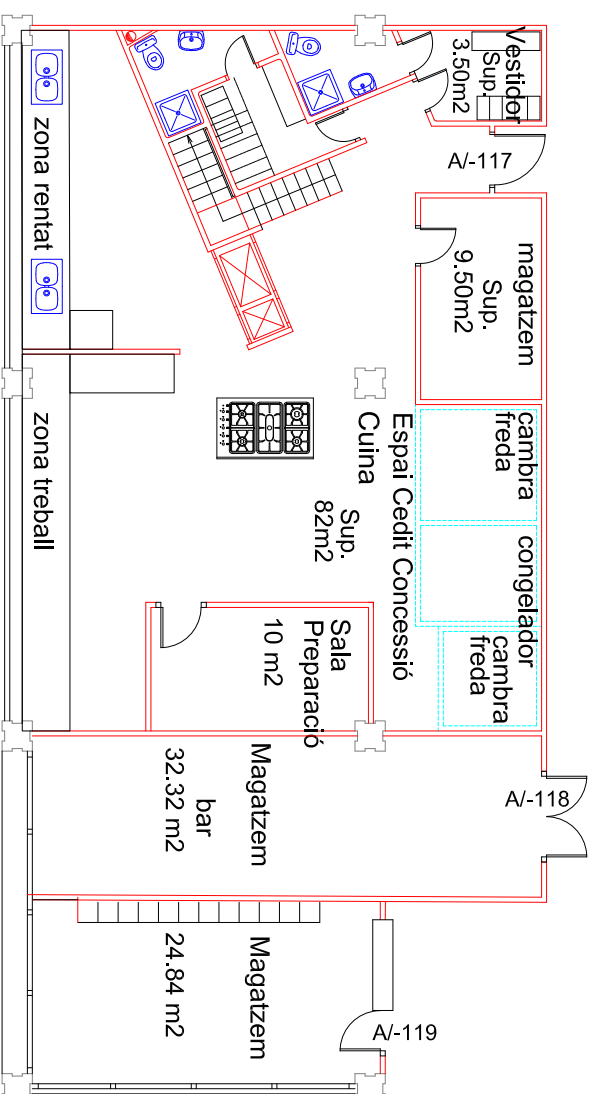 Vestidor
Sup.
3.50m2
A/-117
magatzem
Sup.
9.50m2
zona rentat
cambra
freda
congelador
cambra
freda
Espai Cedit Concessió
Cuina
Sup.
82m2
zona treball
Sala
Preparació
10 m2
A/-118
Magatzem
bar
32.32 m2
Magatzem
24.84 m2
A/-119